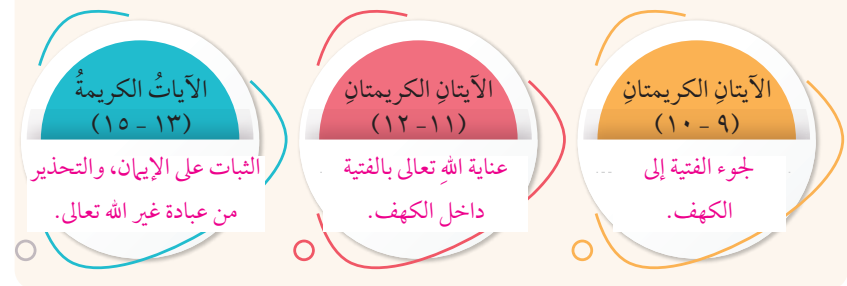 الآيتانِ الكريمتانِ
(٩ - ١٠)
لجوء الفتية إلى
الكهف.
الآيتانِ الكريمتانِ
(١١- ١٢)
عناية اللهِ تعالى بالفتية
داخل الكهف.
الآياتُ الكريمةُ
(١٣ - ١٥)
الثبات على الإيمان، والتحذير
من عبادة غير الله تعالى.